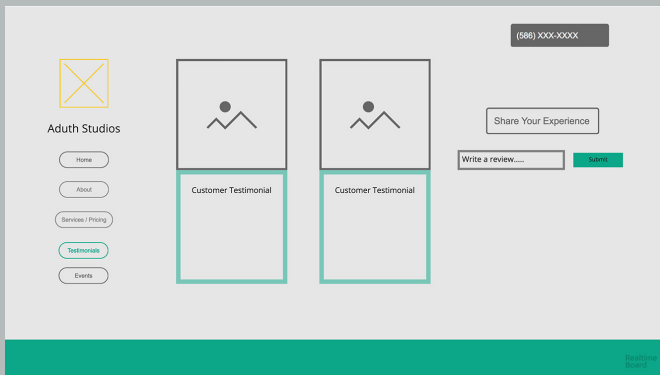 (586) XXX-XXXX
Aduth Studios
Home
About
Services / Pricing
Testimonials
Events
Customer Testimonial
Customer Testimonial
Share Your Experience
Write a review.....
Submit
Realtime
Board